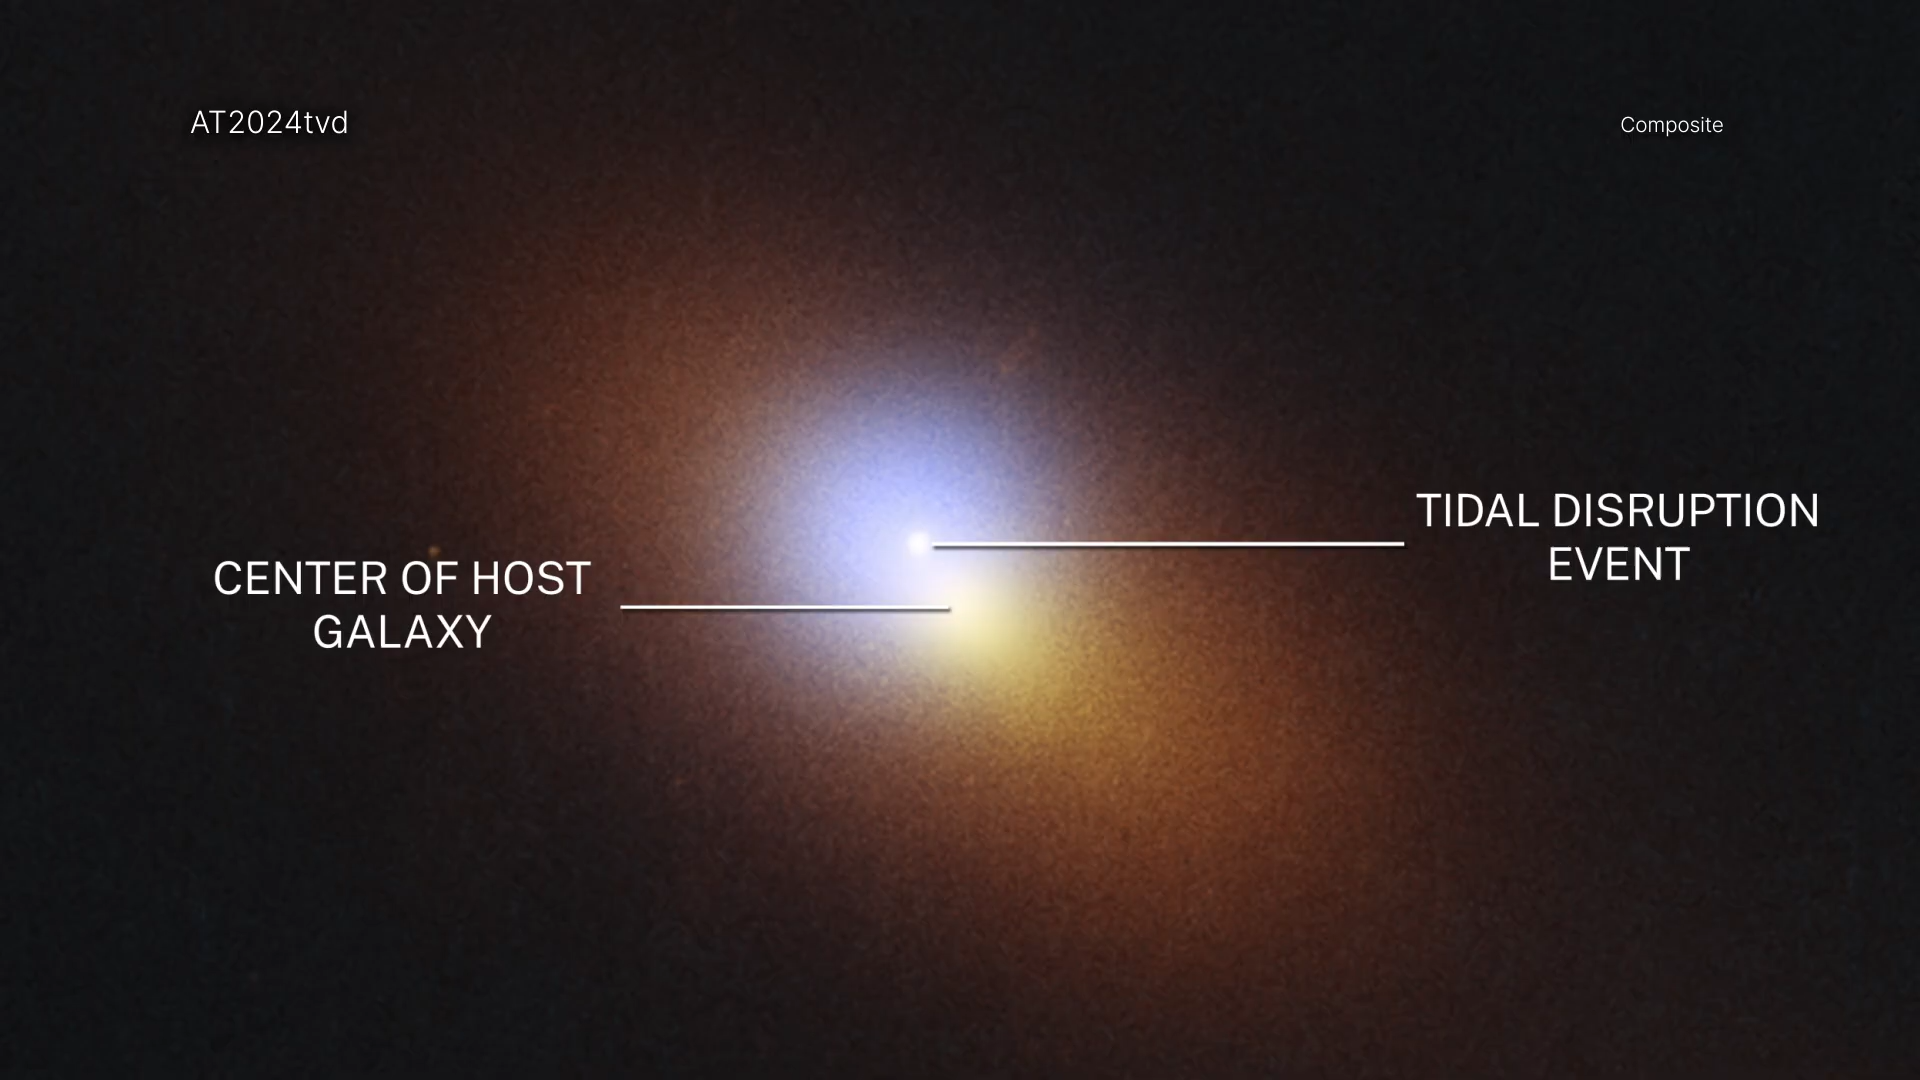 AT2024tvd
Composite
TIDAL DISRUPTION
EVENT
CENTER OF HOST
GALAXY